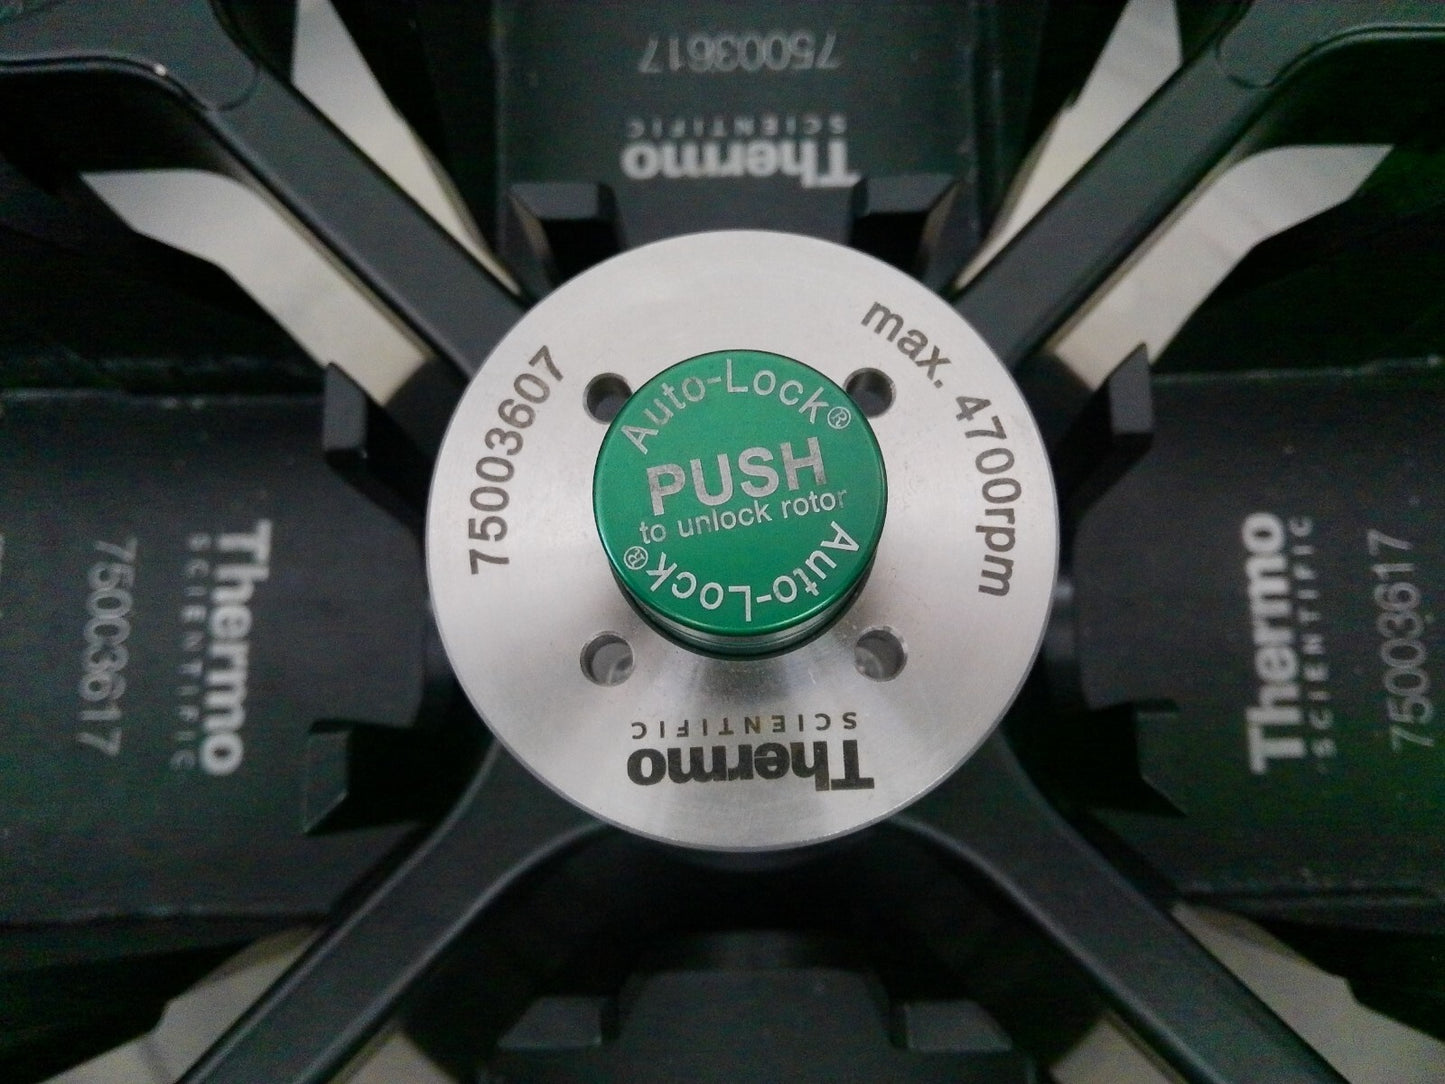 75003617
Thermo
SCIENTIFIC
75003607
max. 4700rpm
Auto-Lock®
PUSH
to unlock rotor
Auto-Lock®
Thermo
SCIENTIFIC
Thermo
SCIENTIFIC
75003617
Thermo
SCIENTIFIC
75003617